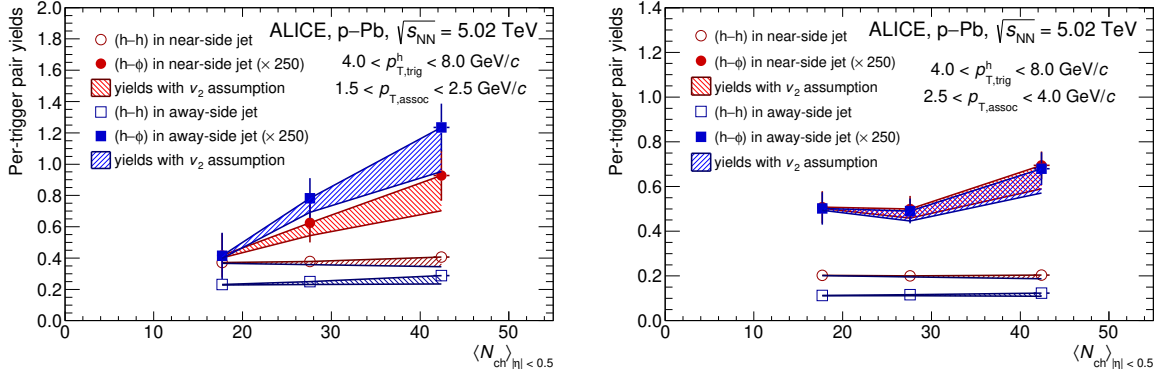 Per-trigger pair yields
2.0
1.8
1.6
1.4
1.2
1.0
0.8
0.6
0.4
0.2
0.0
ALICE, p−Pb, √sNN = 5.02 TeV
4.0 < p^h_T,trig < 8.0 GeV/c
1.5 < p_T,assoc < 2.5 GeV/c
(h−h) in near-side jet
(h−ϕ) in near-side jet (× 250)
yields with v2 assumption
(h−h) in away-side jet
(h−ϕ) in away-side jet (× 250)
yields with v2 assumption
0 10 20 30 40 50
⟨Nch⟩|η| < 0.5
Per-trigger pair yields
1.4
1.2
1.0
0.8
0.6
0.4
0.2
0.0
ALICE, p−Pb, √sNN = 5.02 TeV
4.0 < p^h_T,trig < 8.0 GeV/c
2.5 < p_T,assoc < 4.0 GeV/c
(h−h) in near-side jet
(h−ϕ) in near-side jet (× 250)
yields with v2 assumption
(h−h) in away-side jet
(h−ϕ) in away-side jet (× 250)
yields with v2 assumption
0 10 20 30 40 50
⟨Nch⟩|η| < 0.5